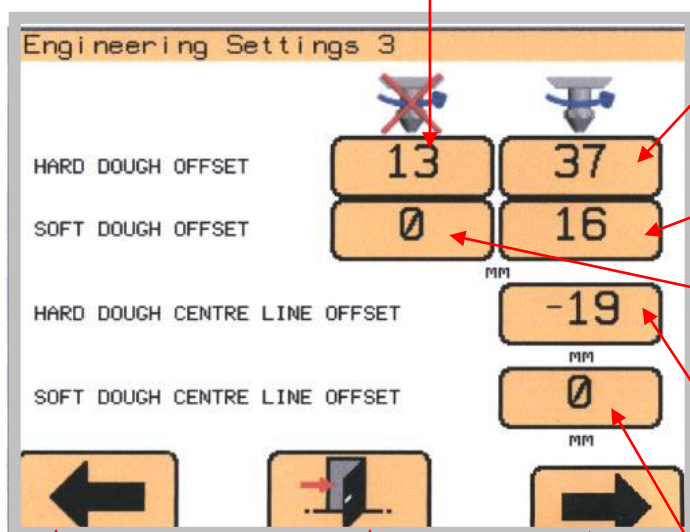 Engineering Settings 3
HARD DOUGH OFFSET 13 37
SOFT DOUGH OFFSET 0 16
MM
HARD DOUGH CENTRE LINE OFFSET -19
MM
SOFT DOUGH CENTRE LINE OFFSET 0
MM